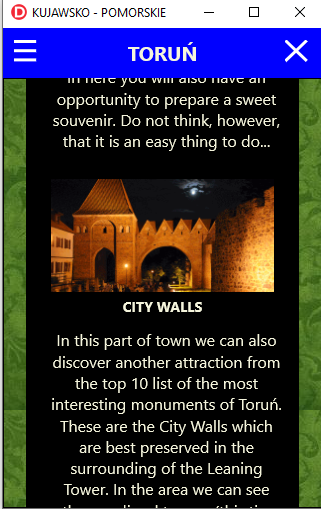 KUJAWSKO - POMORSKIE
TORUŃ
In here you will also have an
opportunity to prepare a sweet
souvenir. Do not think, however,
that it is an easy thing to do...
CITY WALLS
In this part of town we can also
discover another attraction from
the top 10 list of the most
interesting monuments of Toruń.
These are the City Walls which
are best preserved in the
surrounding of the Leaning
Tower. In the area we can see